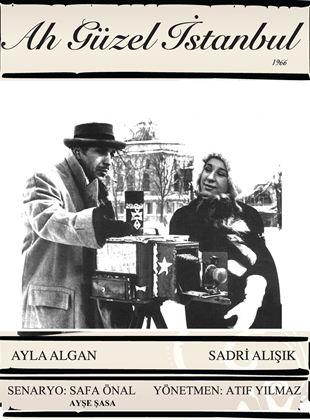 Ah Güzel İstanbul
1966
AYLA ALGAN SADRİ ALIŞIK
SENARYO: SAFA ÖNAL YÖNETMEN: ATIF YILMAZ
AYŞE ŞASA